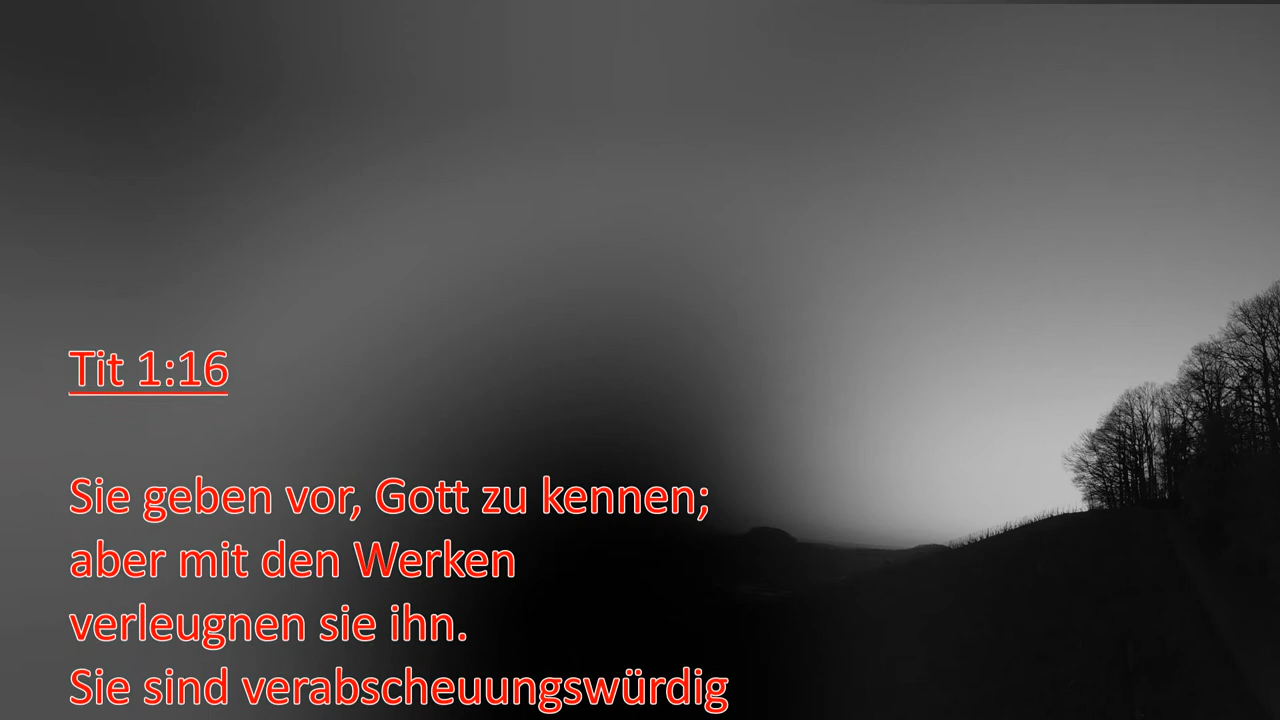 Tit 1:16
Sie geben vor, Gott zu kennen;
aber mit den Werken
verleugnen sie ihn.
Sie sind verabscheuungswürdig